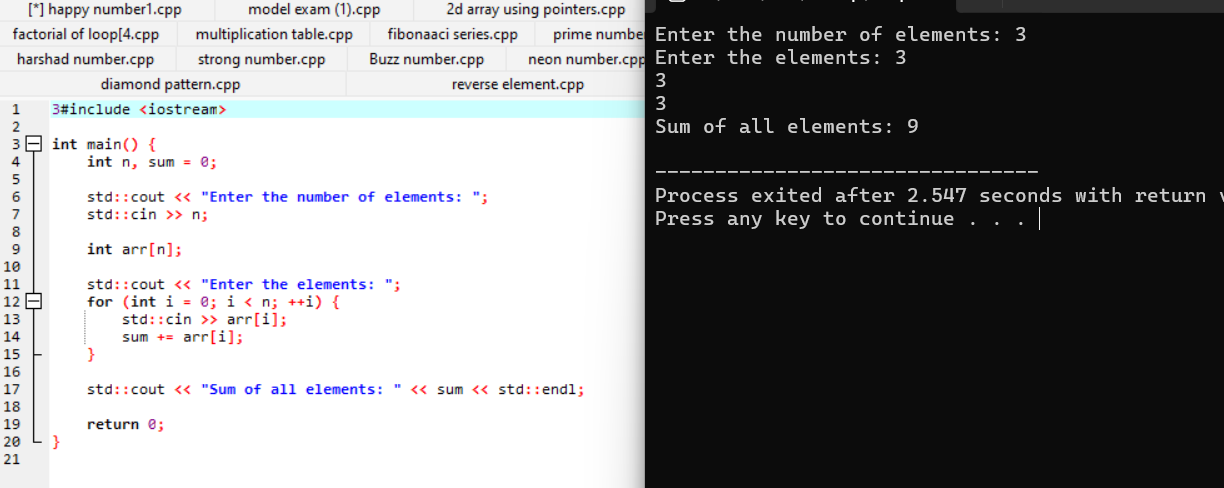 [*] happy number1.cpp model exam (1).cpp 2d array using pointers.cpp
factorial of loop[4.cpp multiplication table.cpp fibonaaci series.cpp prime number
harshad number.cpp strong number.cpp Buzz number.cpp neon number.cpp
diamond pattern.cpp reverse element.cpp
1 3#include <iostream>
2
3 int main() {
4 int n, sum = 0;
5
6 std::cout << "Enter the number of elements: ";
7 std::cin >> n;
8
9 int arr[n];
10
11 std::cout << "Enter the elements: ";
12 for (int i = 0; i < n; ++i) {
13 std::cin >> arr[i];
14 sum += arr[i];
15 }
16
17 std::cout << "Sum of all elements: " << sum << std::endl;
18
19 return 0;
20 }
21
Enter the number of elements: 3
Enter the elements: 3
3
3
Sum of all elements: 9
--------------------------------
Process exited after 2.547 seconds with return
Press any key to continue . . .